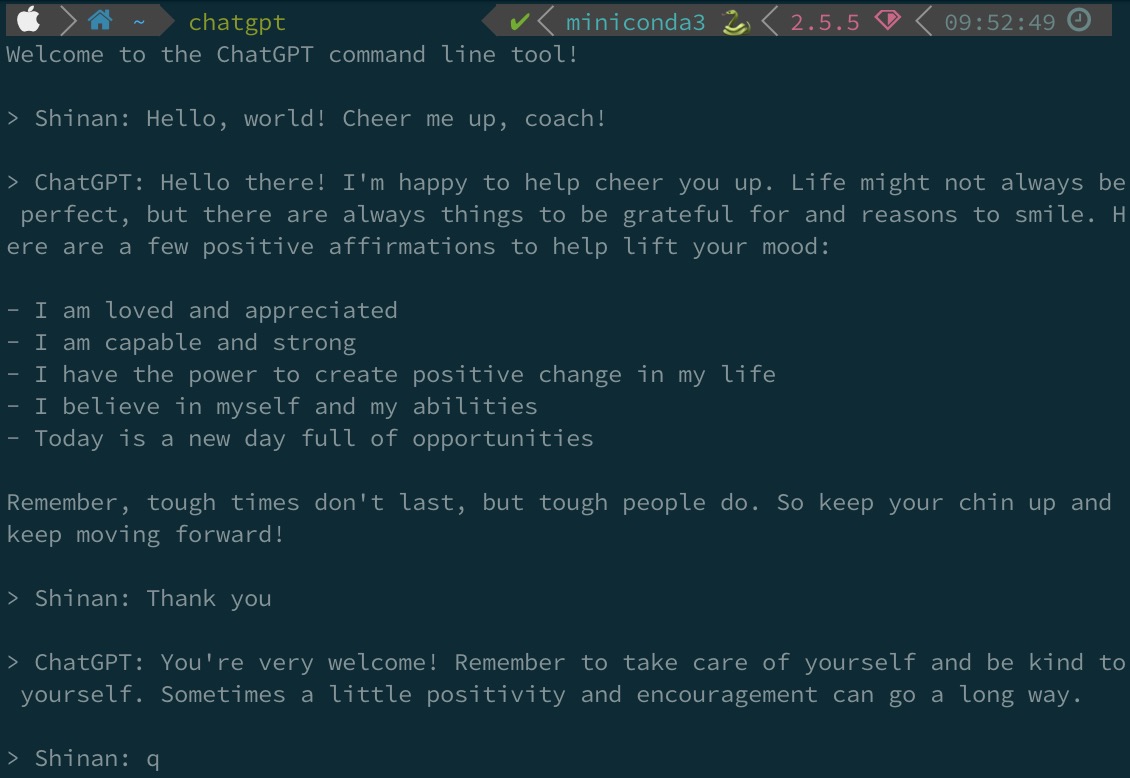 ~ chatgpt miniconda3 2.5.5 09:52:49
Welcome to the ChatGPT command line tool!
> Shinan: Hello, world! Cheer me up, coach!
> ChatGPT: Hello there! I'm happy to help cheer you up. Life might not always be
perfect, but there are always things to be grateful for and reasons to smile. H
ere are a few positive affirmations to help lift your mood:
- I am loved and appreciated
- I am capable and strong
- I have the power to create positive change in my life
- I believe in myself and my abilities
- Today is a new day full of opportunities
Remember, tough times don't last, but tough people do. So keep your chin up and
keep moving forward!
> Shinan: Thank you
> ChatGPT: You're very welcome! Remember to take care of yourself and be kind to
yourself. Sometimes a little positivity and encouragement can go a long way.
> Shinan: q